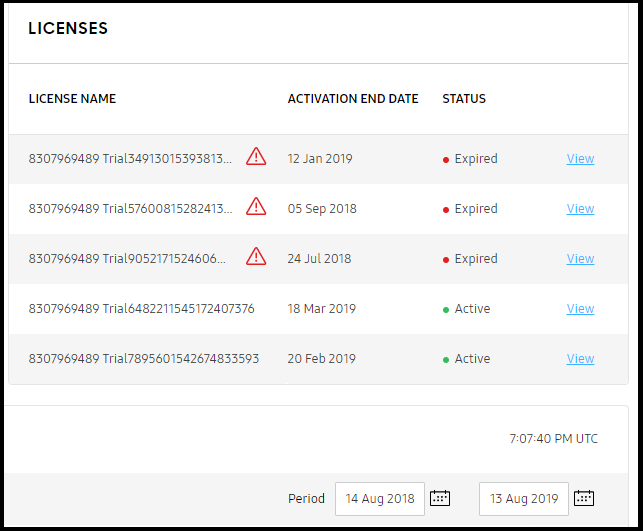 LICENSES
LICENSE NAME ACTIVATION END DATE STATUS
8307969489 Trial34913015393813... 12 Jan 2019 Expired View
8307969489 Trial57600815282413... 05 Sep 2018 Expired View
8307969489 Trial9052171524606... 24 Jul 2018 Expired View
8307969489 Trial6482211545172407376 18 Mar 2019 Active View
8307969489 Trial7895601542674833593 20 Feb 2019 Active View
7:07:40 PM UTC
Period 14 Aug 2018 13 Aug 2019